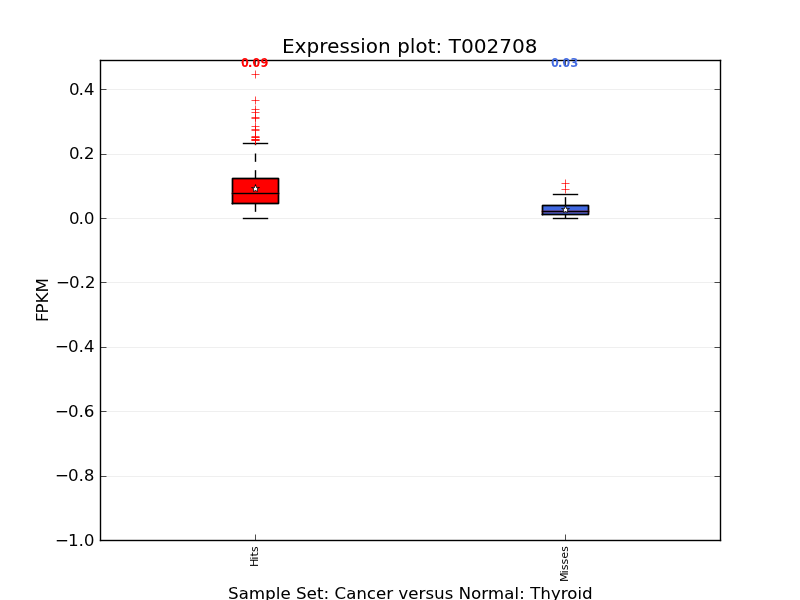 Expression plot: T002708
0.09
0.03
0.4
0.2
0.0
−0.2
−0.4
−0.6
−0.8
−1.0
FPKM
Hits
Misses
Sample Set: Cancer versus Normal: Thyroid